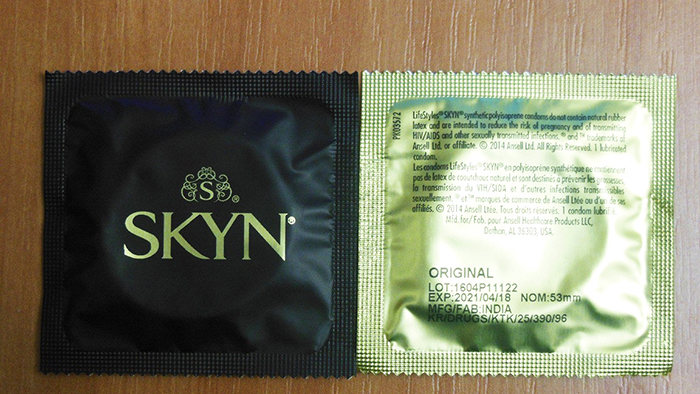 S
SKYN®
PK03572
LifeStyles® SKYN® synthetic polyisoprene condoms do not contain natural rubber
latex and are intended to reduce the risk of pregnancy and of transmitting
HIV/AIDS and other sexually transmitted infections. ® and ™ trademarks of
Ansell Ltd. or affiliate. © 2014 Ansell Ltd. All Rights Reserved. 1 lubricated
condom.
Les condoms LifeStyles® SKYN® en polyisoprène synthétique ne contiennent
pas de latex de caoutchouc naturel et sont destinés à prévenir les grossesses,
la transmission du VIH/SIDA et d'autres infections transmissibles
sexuellement. ® et ™ marques de commerce de Ansell Ltée ou d'un de ses
affiliés. © 2014 Ansell Ltée. Tous droits réservés. 1 condom lubrifié.
Mfd. for/ Fab. pour Ansell Healthcare Products LLC,
Dothan, AL 36303, USA.
ORIGINAL
LOT:1604P11122
EXP:2021/04/18 NOM:53mm
MFG/FAB:INDIA
KR/DRUGS/KTK/25/390/96